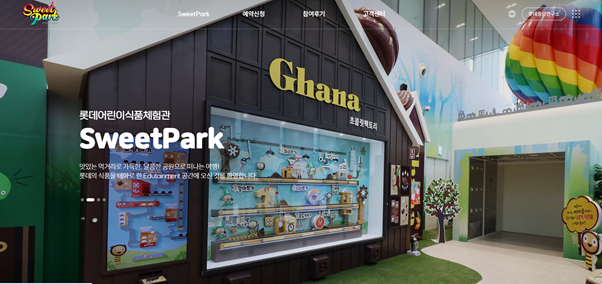 Sweet
Park
SweetPark
예약신청
참여후기
고객센터
롯데중앙연구소
Ghana
초콜릿팩토리
롯데어린이식품체험관
SweetPark
맛있는 먹거리로 가득한, 달콤한 공원으로 떠나는 여행!
롯데의 식품을 테마로 한 Edutainment 공간에 오신 것을 환영합니다.